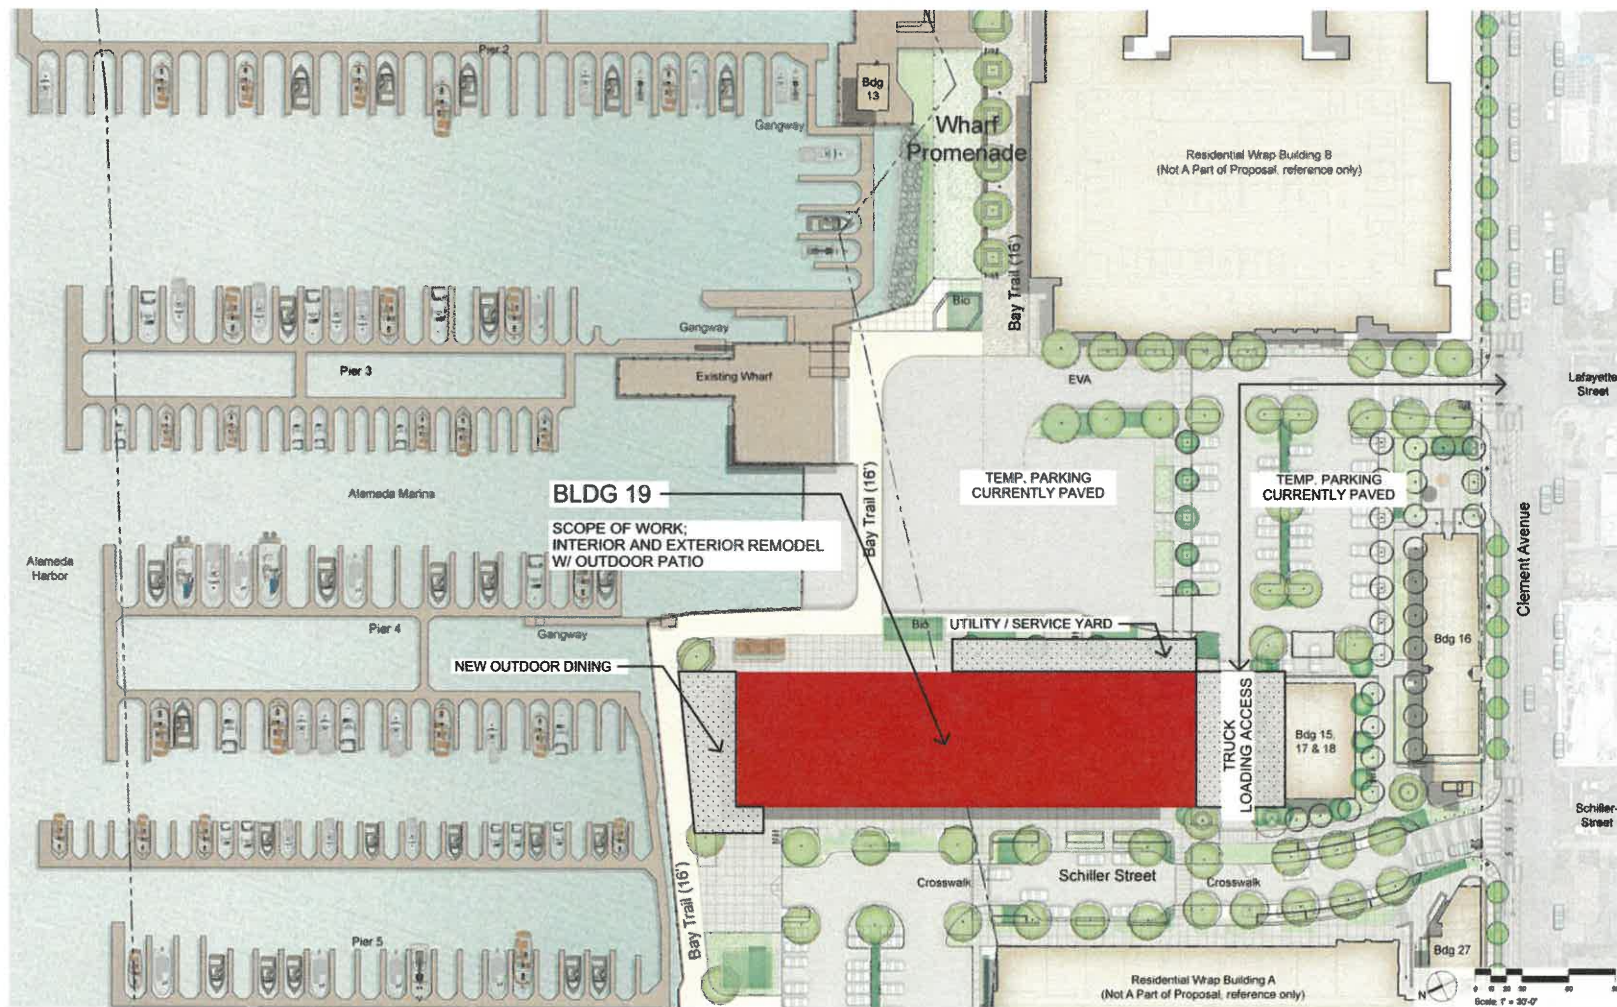 Pier 2
Bdg
13
Gangway
Wharf
Promenade
Residential Wrap Building B
(Not A Part of Proposal, reference only)
Bay Trail (16')
Bio
Gangway
Pier 3
Existing Wharf
EVA
Lafayette
Street
TEMP. PARKING
CURRENTLY PAVED
TEMP. PARKING
CURRENTLY PAVED
Alameda Marina
BLDG 19
SCOPE OF WORK;
INTERIOR AND EXTERIOR REMODEL
W/ OUTDOOR PATIO
Bay Trail (16')
Clement Avenue
Alameda
Harbor
Pier 4
Gangway
Bio
UTILITY / SERVICE YARD
Bdg 16
NEW OUTDOOR DINING
TRUCK
LOADING ACCESS
Bdg 15,
17 & 18
Schiller
Street
Bay Trail (16')
Crosswalk
Schiller Street
Crosswalk
Pier 5
Bdg 27
Residential Wrap Building A
(Not A Part of Proposal, reference only)
N
Scale: 1" = 30'-0"